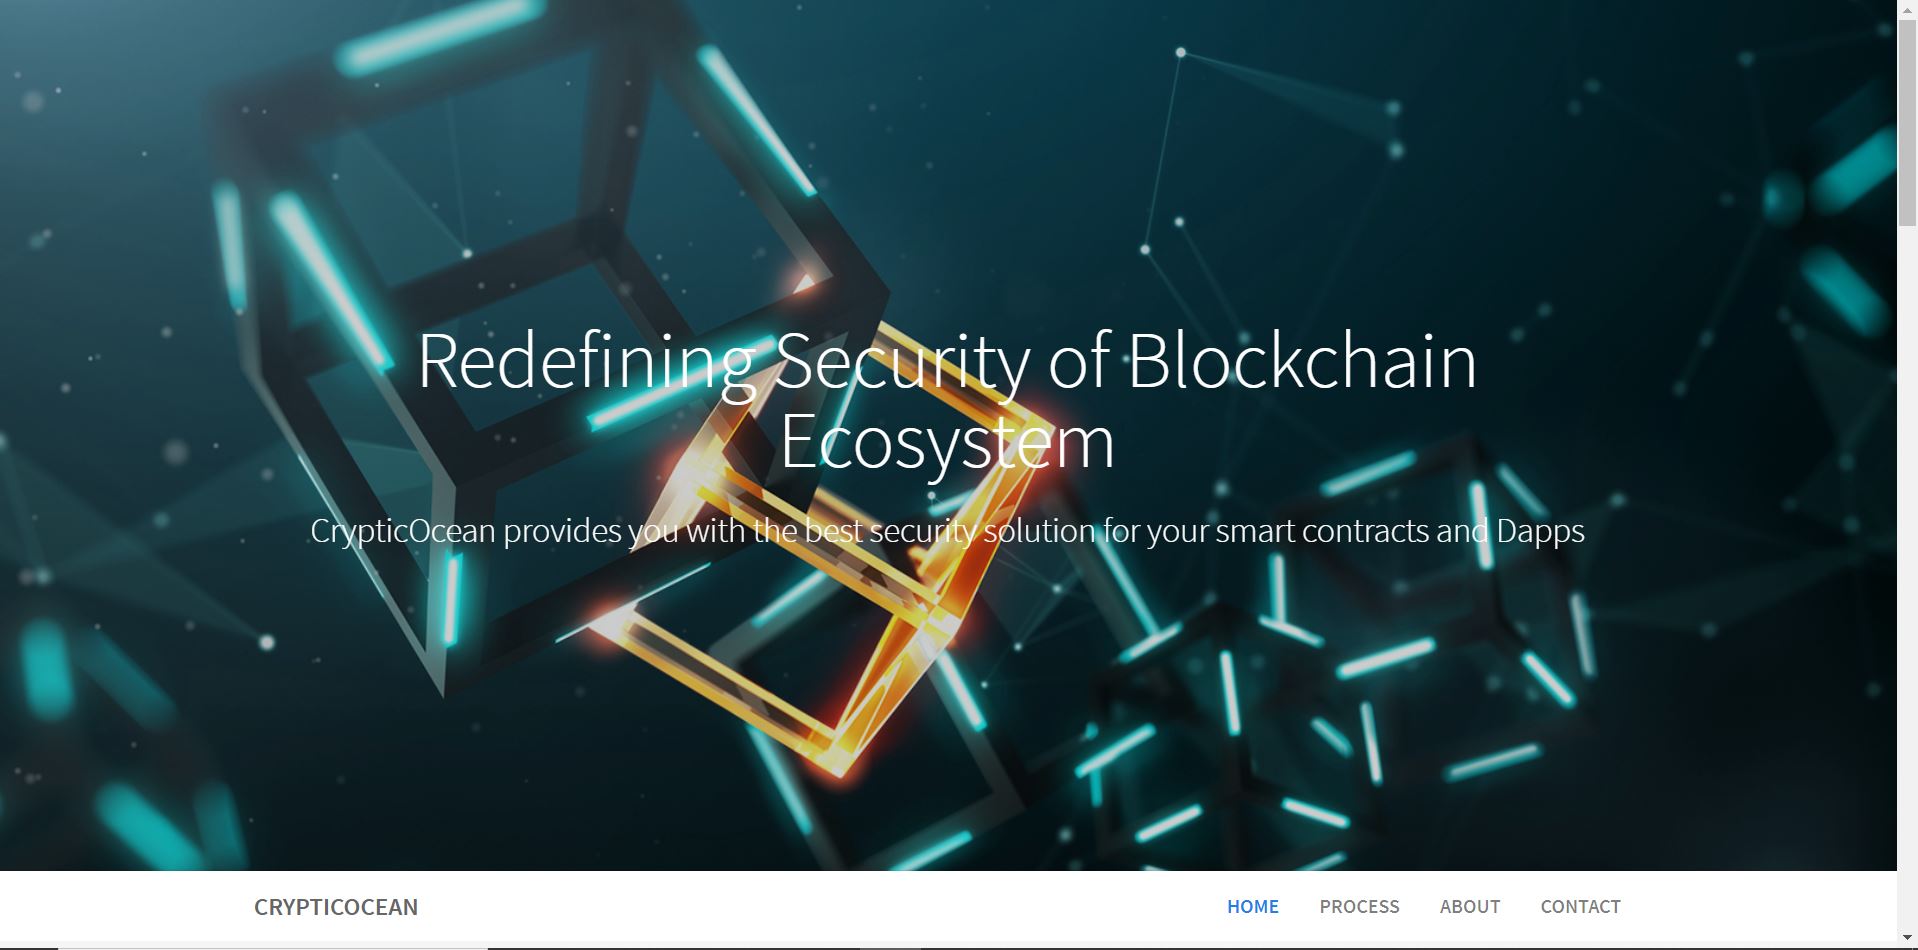 Redefining Security of Blockchain
Ecosystem
CrypticOcean provides you with the best security solution for your smart contracts and Dapps
CRYPTICOCEAN
HOME PROCESS ABOUT CONTACT